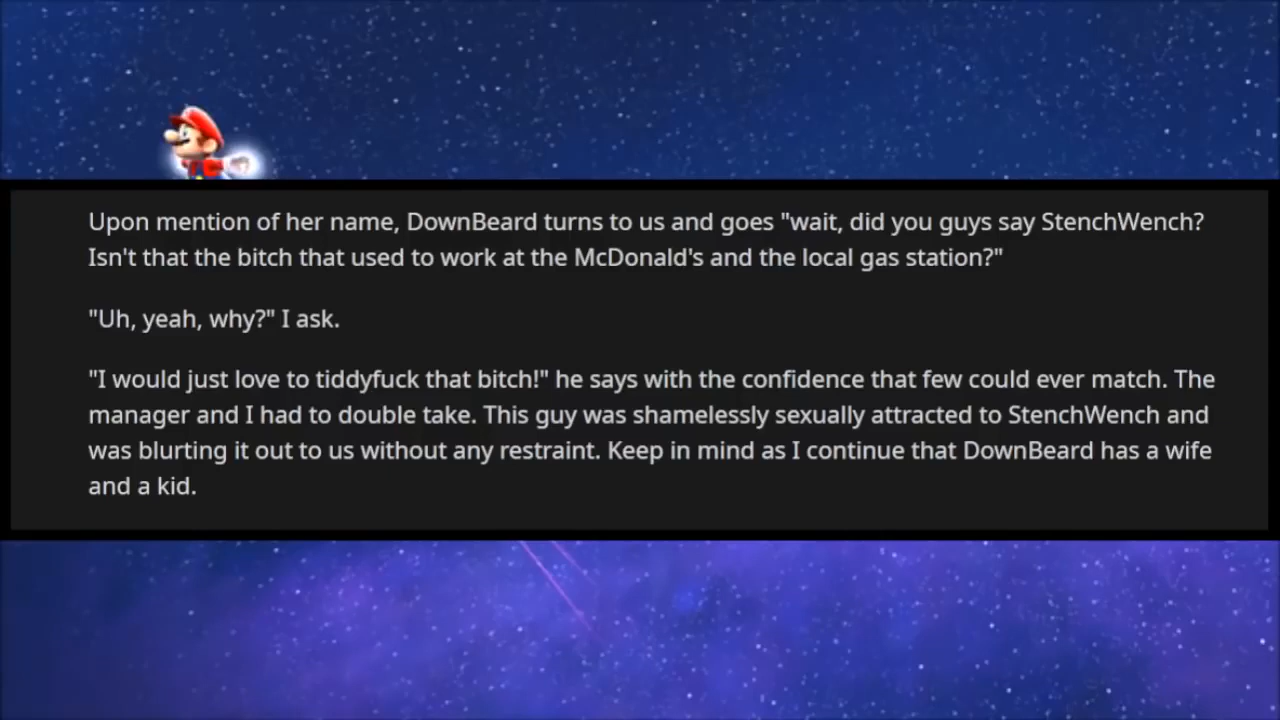 Upon mention of her name, DownBeard turns to us and goes "wait, did you guys say StenchWench?
Isn't that the bitch that used to work at the McDonald's and the local gas station?"
"Uh, yeah, why?" I ask.
"I would just love to tiddyfuck that bitch!" he says with the confidence that few could ever match. The
manager and I had to double take. This guy was shamelessly sexually attracted to StenchWench and
was blurting it out to us without any restraint. Keep in mind as I continue that DownBeard has a wife
and a kid.